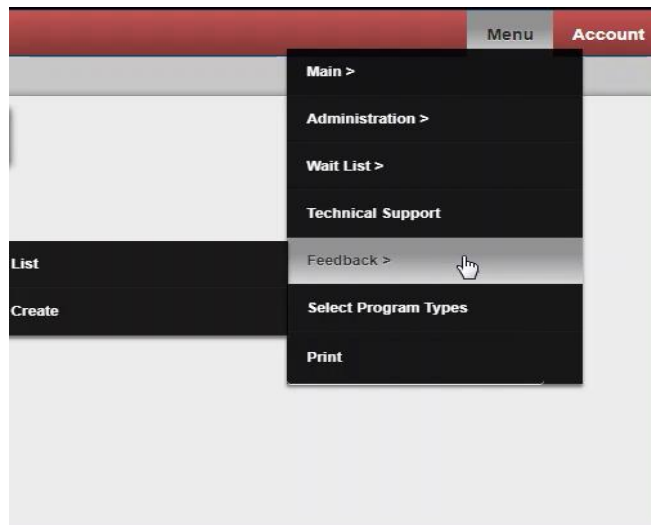 Menu Account
Main >
Administration >
Wait List >
Technical Support
List
Feedback >
Create
Select Program Types
Print